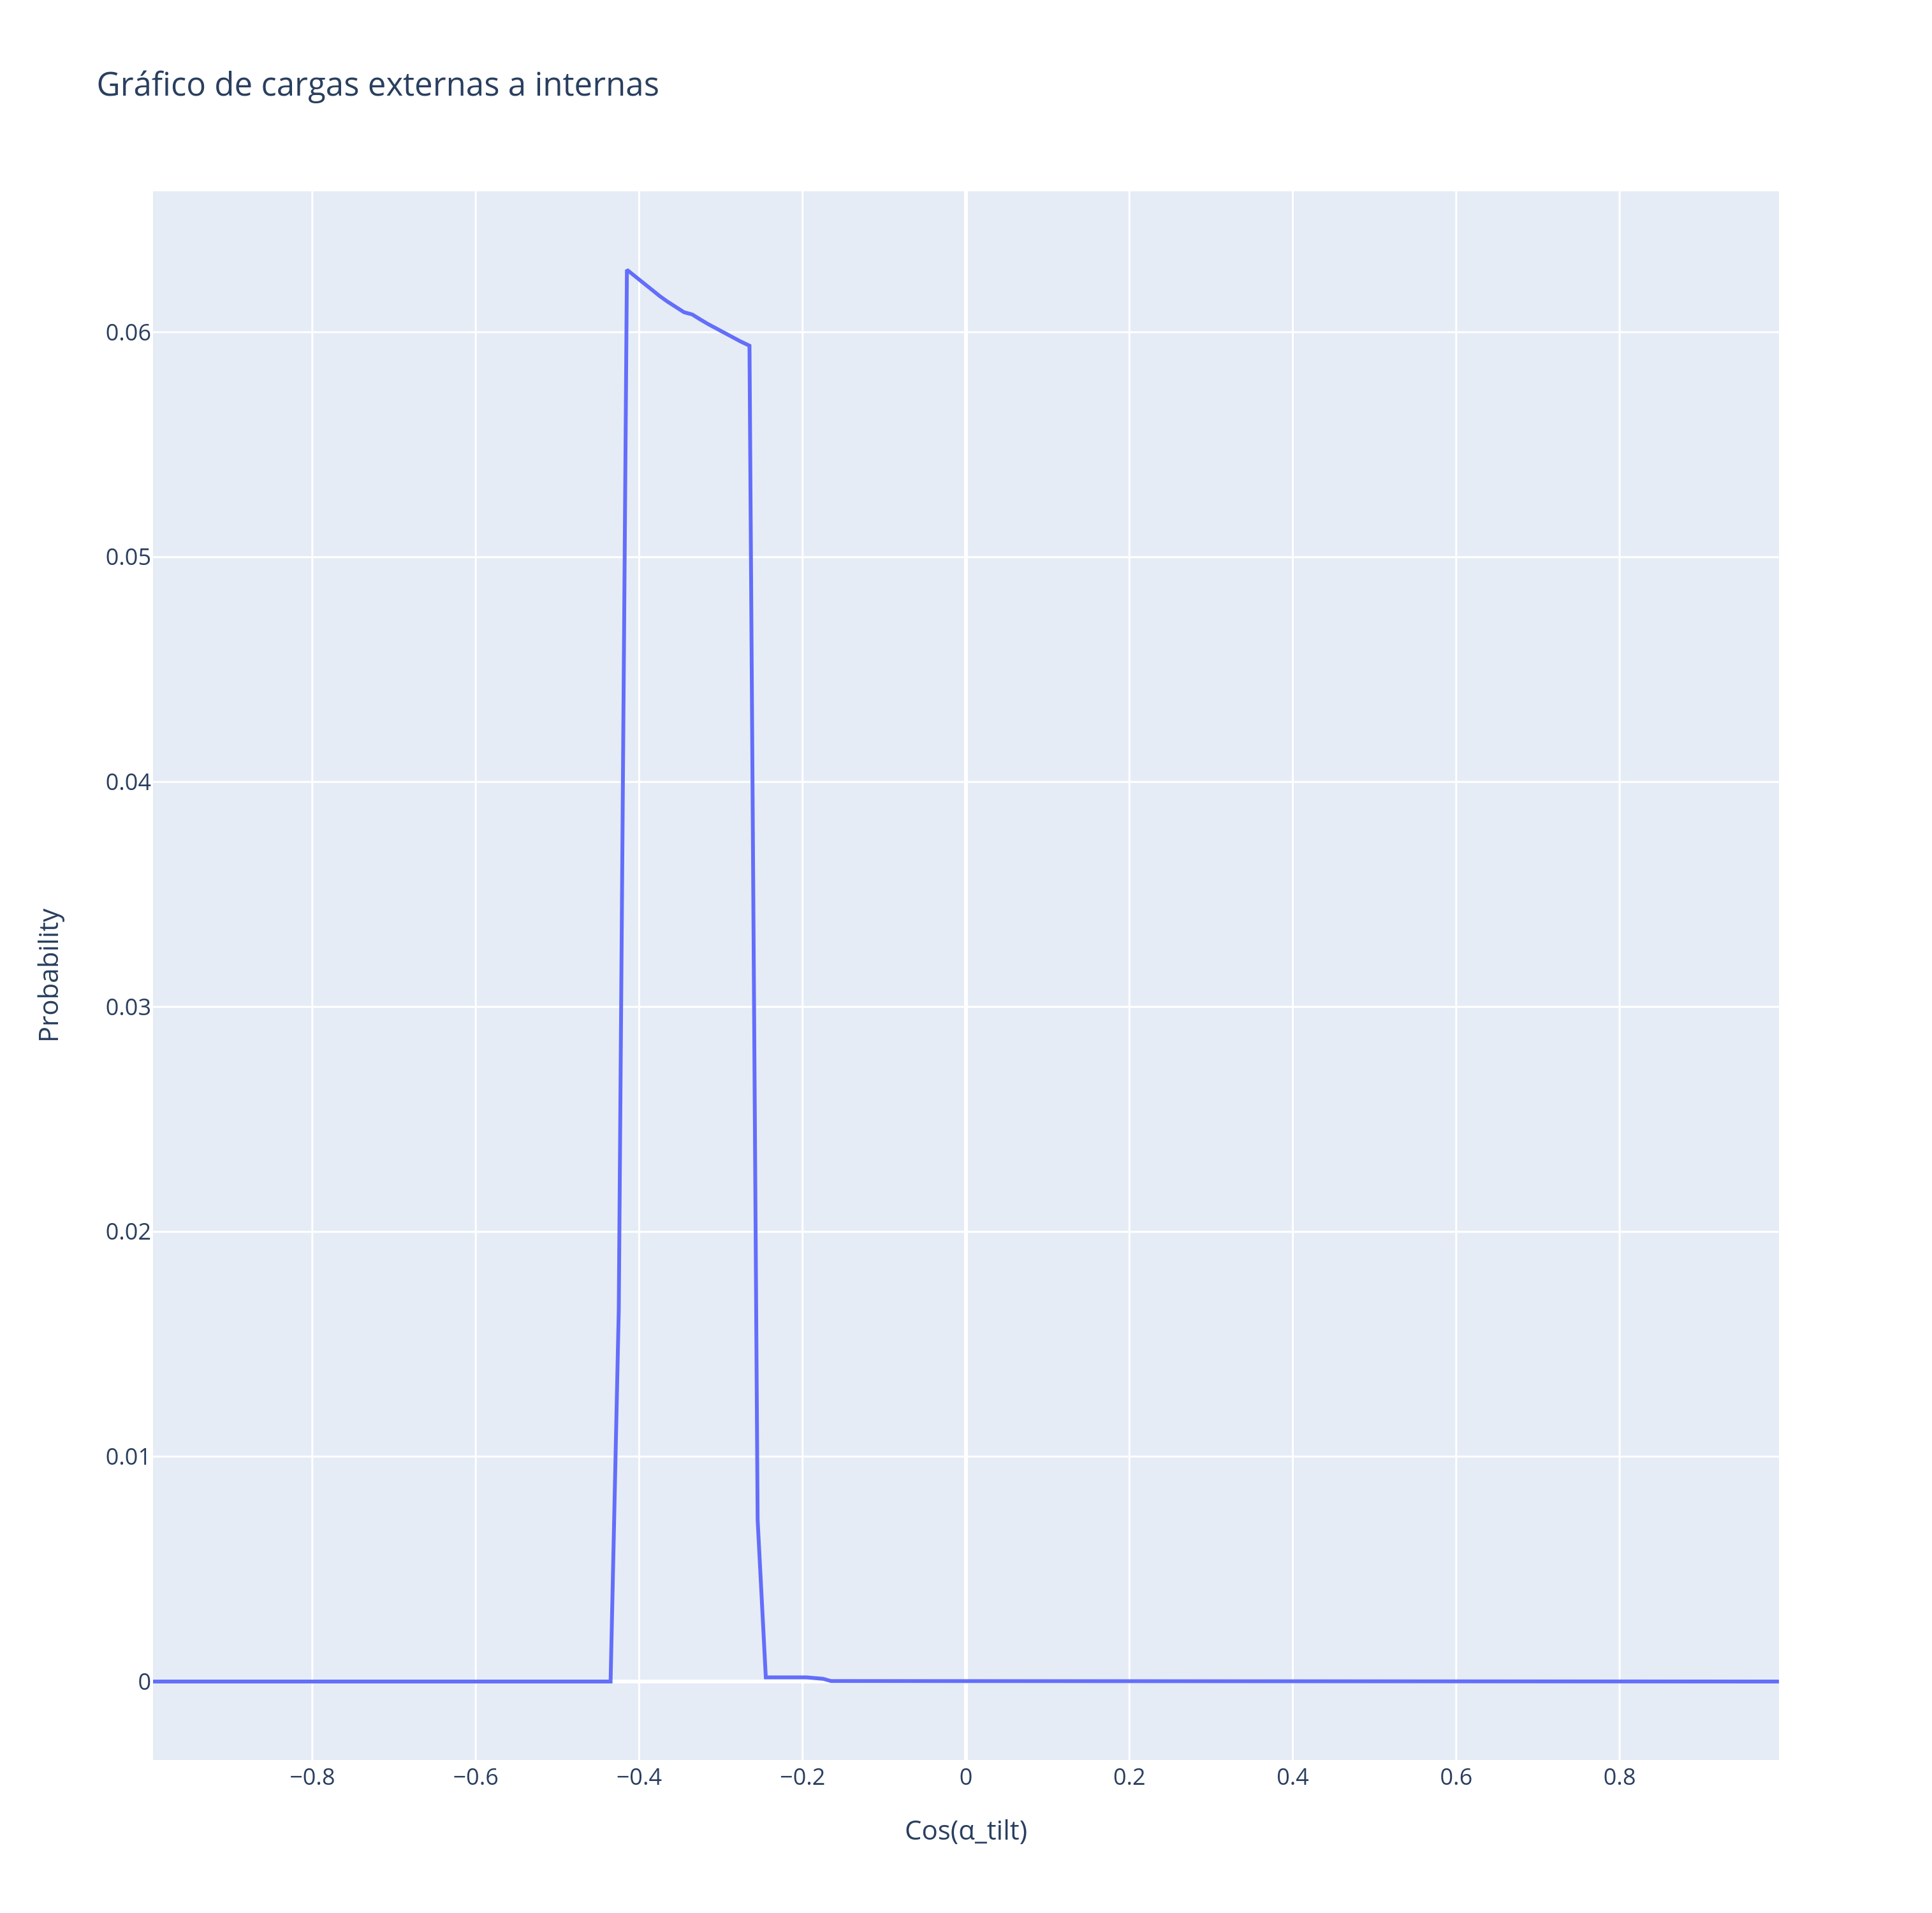 Gráfico de cargas externas a internas
0.06
0.05
0.04
0.03
0.02
0.01
0
Probability
−0.8 −0.6 −0.4 −0.2 0 0.2 0.4 0.6 0.8
Cos(α_tilt)